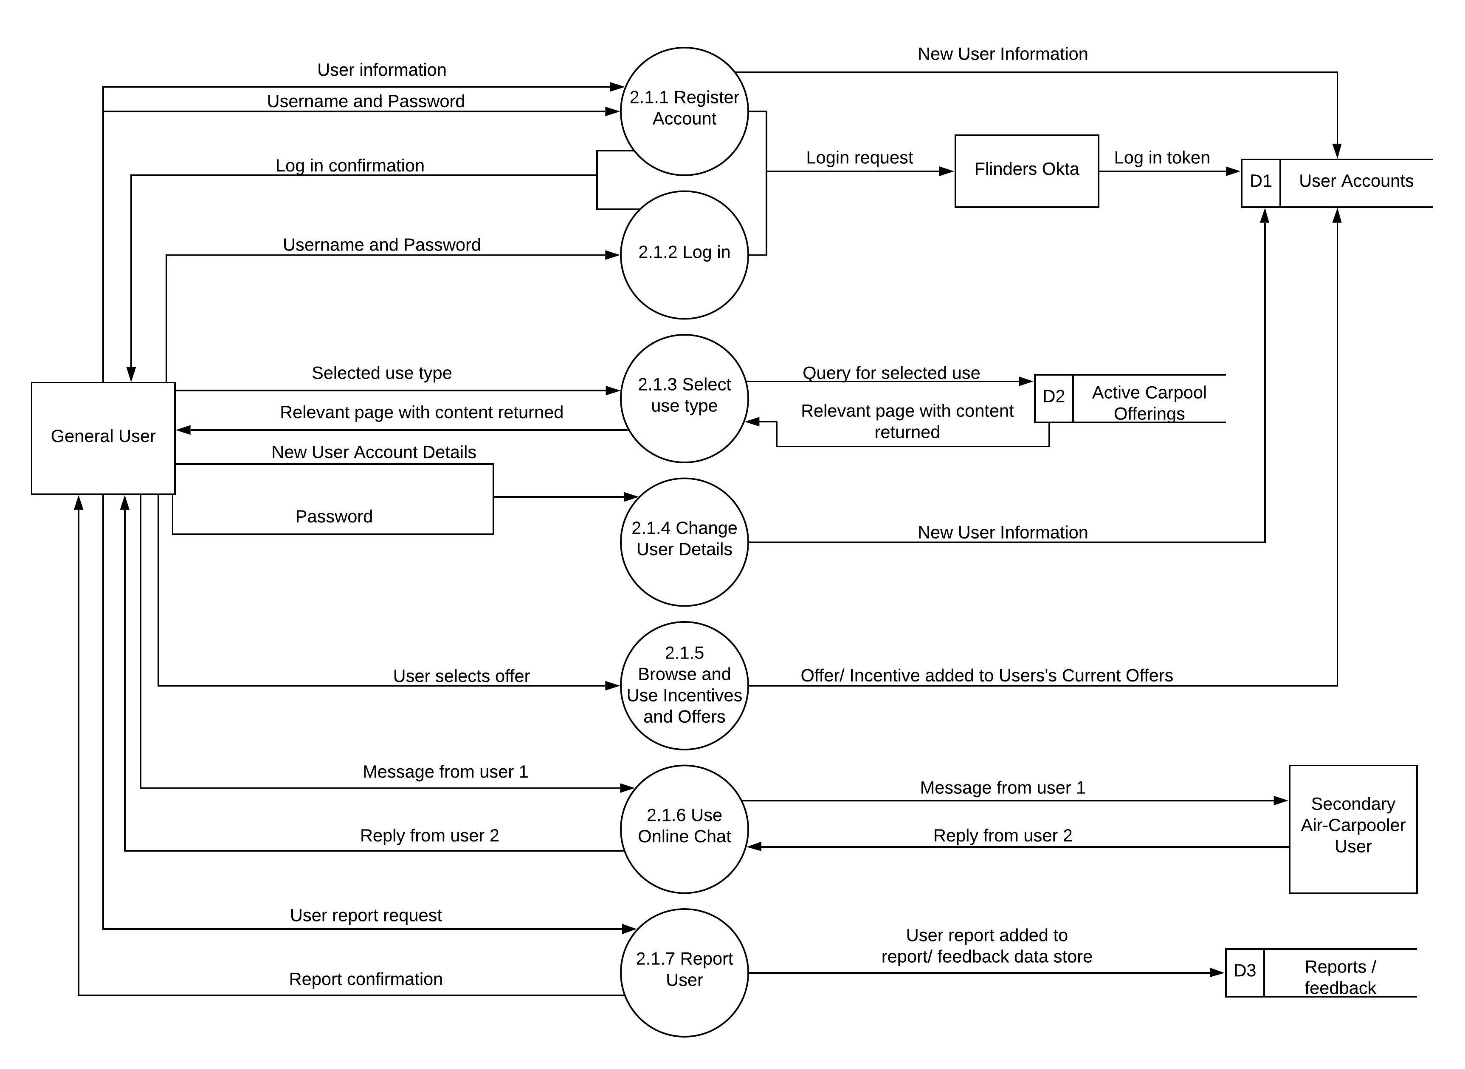 New User Information
User information
2.1.1 Register
Account
Username and Password
Log in confirmation
Login request
Flinders Okta
Log in token
D1
User Accounts
Username and Password
2.1.2 Log in
Selected use type
2.1.3 Select
use type
Query for selected use
D2
Active Carpool
Offerings
Relevant page with content returned
Relevant page with content
returned
General User
New User Account Details
Password
2.1.4 Change
User Details
New User Information
User selects offer
2.1.5
Browse and
Use Incentives
and Offers
Offer/ Incentive added to Users's Current Offers
Message from user 1
2.1.6 Use
Online Chat
Message from user 1
Secondary
Air-Carpooler
User
Reply from user 2
Reply from user 2
User report request
2.1.7 Report
User
User report added to
report/ feedback data store
D3
Reports /
feedback
Report confirmation